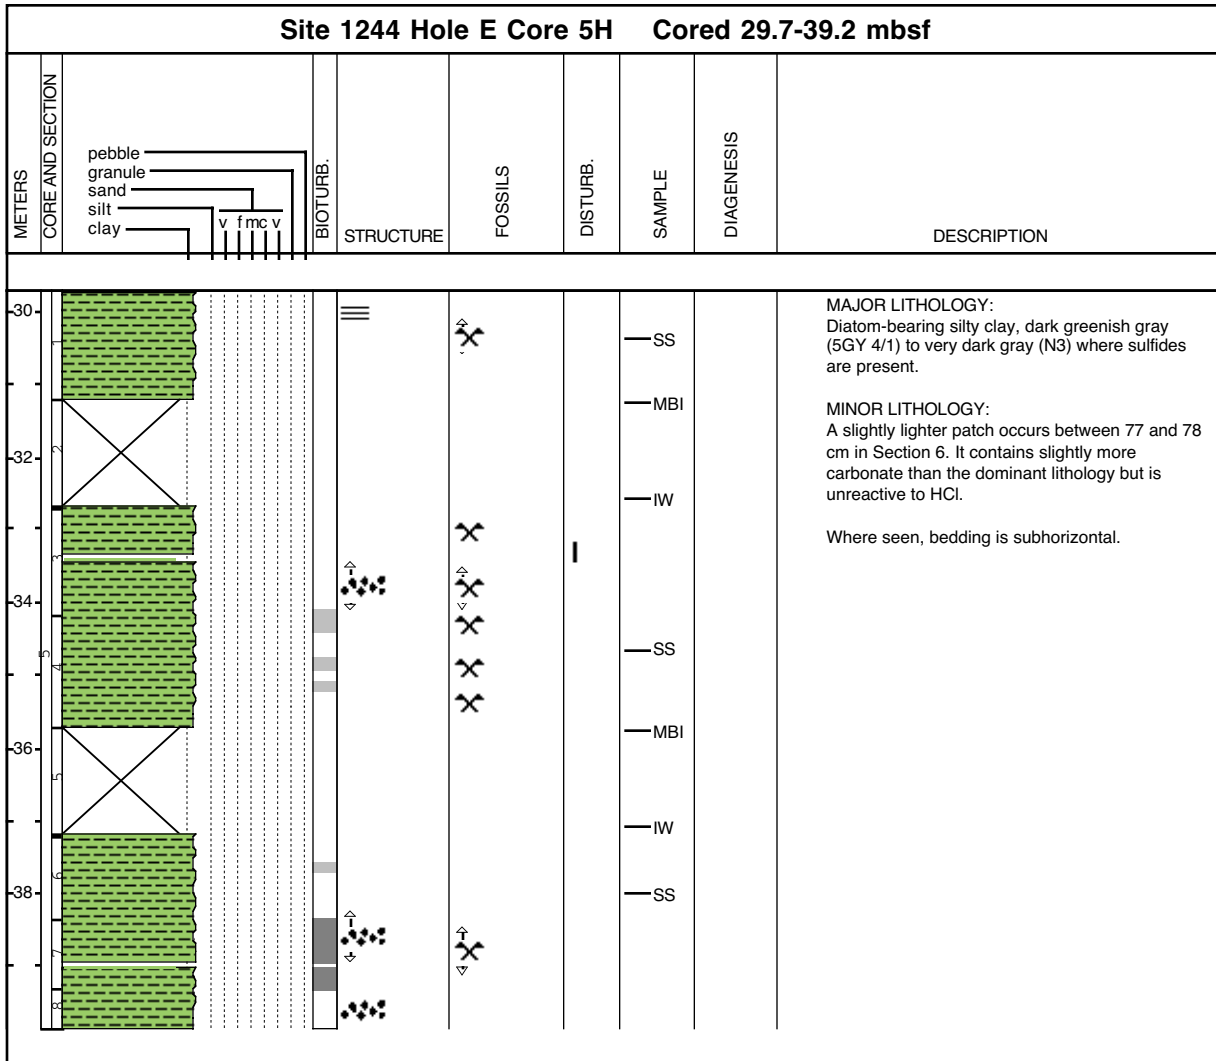 Site 1244 Hole E Core 5H Cored 29.7-39.2 mbsf
METERS
CORE AND SECTION
pebble
granule
sand
silt
v f m c v
clay
BIOTURB.
STRUCTURE
FOSSILS
DISTURB.
SAMPLE
DIAGENESIS
DESCRIPTION
30
32
34
36
38
5
1
2
3
4
5
6
7
8
SS
MBI
IW
SS
MBI
IW
SS
MAJOR LITHOLOGY:
Diatom-bearing silty clay, dark greenish gray
(5GY 4/1) to very dark gray (N3) where sulfides
are present.
MINOR LITHOLOGY:
A slightly lighter patch occurs between 77 and 78
cm in Section 6. It contains slightly more
carbonate than the dominant lithology but is
unreactive to HCl.
Where seen, bedding is subhorizontal.